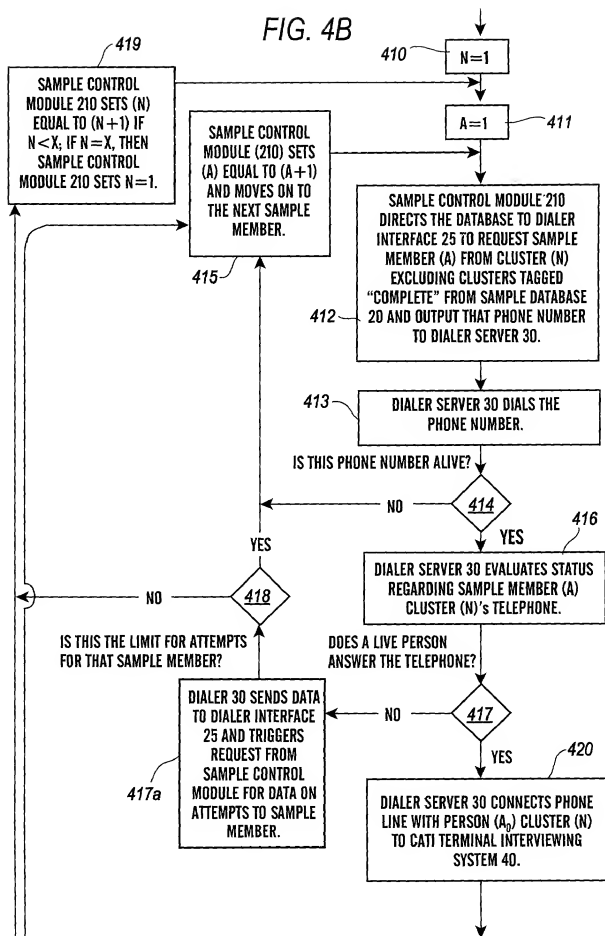 FIG. 4B
419
410
N=1
SAMPLE CONTROL
MODULE 210 SETS (N)
EQUAL TO (N+1) IF
N<X; IF N=X, THEN
SAMPLE CONTROL
MODULE 210 SETS N=1.
A=1
411
SAMPLE CONTROL
MODULE (210) SETS
(A) EQUAL TO (A+1)
AND MOVES ON TO
THE NEXT SAMPLE
MEMBER.
415
SAMPLE CONTROL MODULE 210
DIRECTS THE DATABASE TO DIALER
INTERFACE 25 TO REQUEST SAMPLE
MEMBER (A) FROM CLUSTER (N)
EXCLUDING CLUSTERS TAGGED
"COMPLETE" FROM SAMPLE DATABASE
20 AND OUTPUT THAT PHONE NUMBER
TO DIALER SERVER 30.
412
413
DIALER SERVER 30 DIALS THE
PHONE NUMBER.
IS THIS PHONE NUMBER ALIVE?
NO
414
YES
416
DIALER SERVER 30 EVALUATES STATUS
REGARDING SAMPLE MEMBER (A)
CLUSTER (N)'S TELEPHONE.
YES
NO
418
IS THIS THE LIMIT FOR ATTEMPTS
FOR THAT SAMPLE MEMBER?
DOES A LIVE PERSON
ANSWER THE TELEPHONE?
DIALER 30 SENDS DATA
TO DIALER INTERFACE
25 AND TRIGGERS
REQUEST FROM
SAMPLE CONTROL
MODULE FOR DATA ON
ATTEMPTS TO SAMPLE
MEMBER.
417a
NO
417
YES
420
DIALER SERVER 30 CONNECTS PHONE
LINE WITH PERSON (A0) CLUSTER (N)
TO CATI TERMINAL INTERVIEWING
SYSTEM 40.